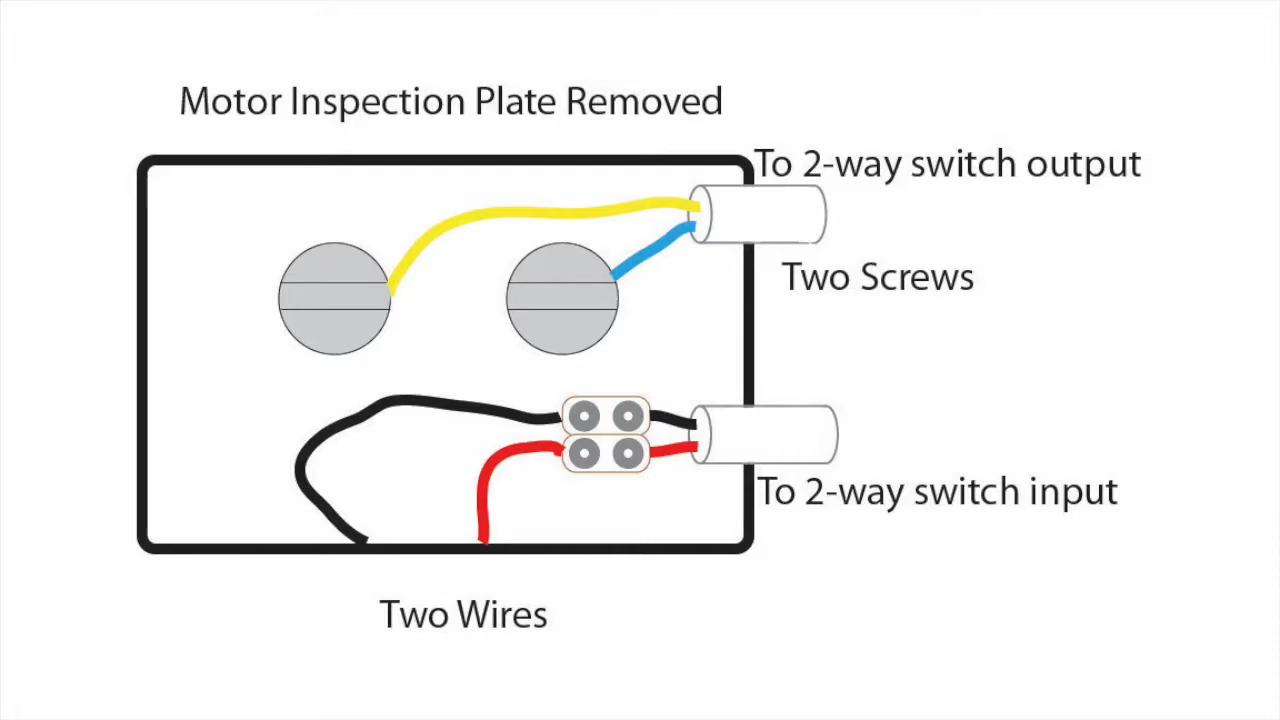 Motor Inspection Plate Removed
To 2-way switch output
Two Screws
To 2-way switch input
Two Wires